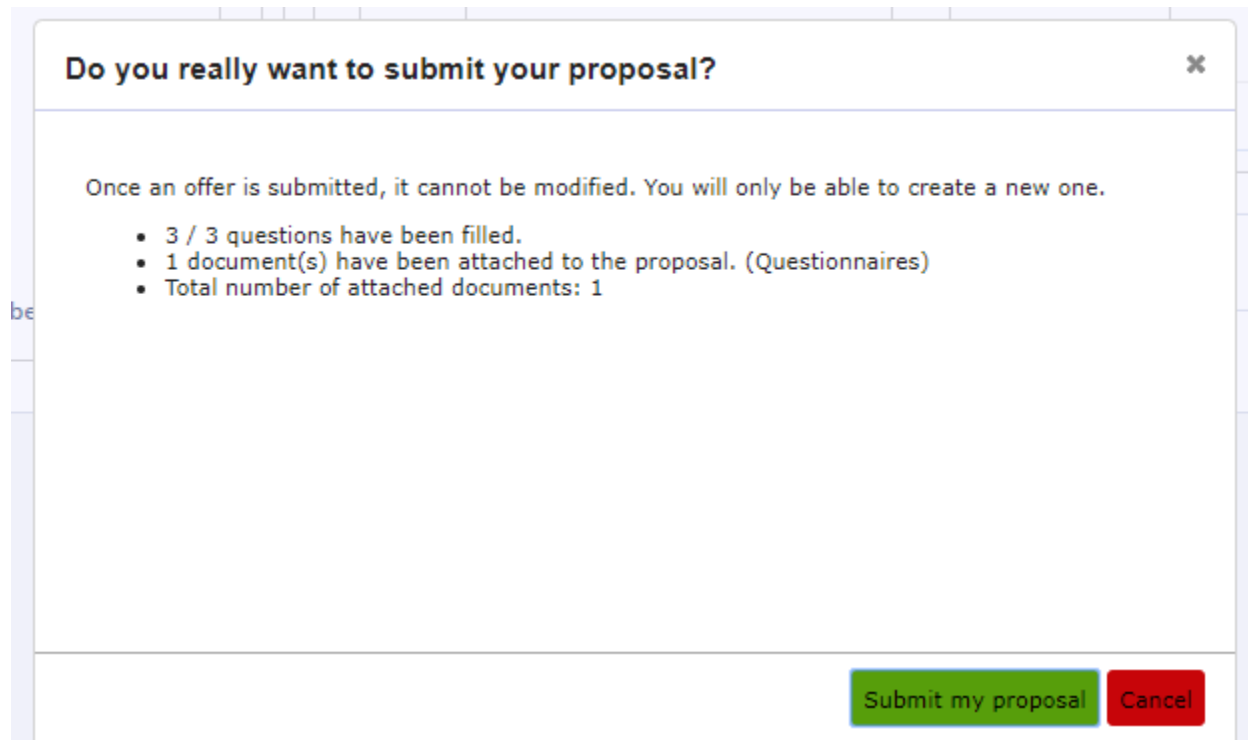 Do you really want to submit your proposal?
Once an offer is submitted, it cannot be modified. You will only be able to create a new one.
3 / 3 questions have been filled.
1 document(s) have been attached to the proposal. (Questionnaires)
Total number of attached documents: 1
be
Submit my proposal
Cancel